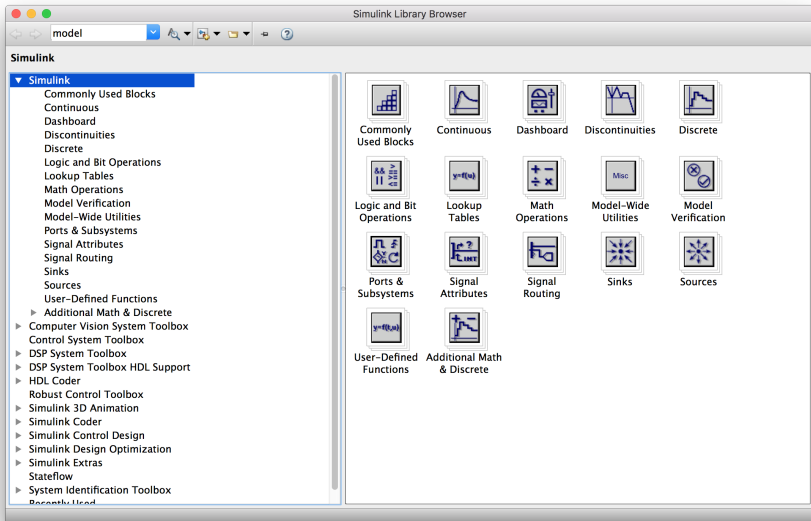 Simulink Library Browser
model
Simulink
Simulink
Commonly Used Blocks
Continuous
Dashboard
Discontinuities
Discrete
Logic and Bit Operations
Lookup Tables
Math Operations
Model Verification
Model-Wide Utilities
Ports & Subsystems
Signal Attributes
Signal Routing
Sinks
Sources
User-Defined Functions
Additional Math & Discrete
Computer Vision System Toolbox
Control System Toolbox
DSP System Toolbox
DSP System Toolbox HDL Support
HDL Coder
Robust Control Toolbox
Simulink 3D Animation
Simulink Coder
Simulink Control Design
Simulink Design Optimization
Simulink Extras
Stateflow
System Identification Toolbox
Recently Used
Commonly
Used Blocks
Continuous
Dashboard
Discontinuities
Discrete
&& >
|| ==
>=
<=
y=f(u)
+ −
÷ ×
Misc
Logic and Bit
Operations
Lookup
Tables
Math
Operations
Model-Wide
Utilities
Model
Verification
?
INIT
Ports &
Subsystems
Signal
Attributes
Signal
Routing
Sinks
Sources
y=f(t,u)
+ −
User-Defined
Functions
Additional Math
& Discrete